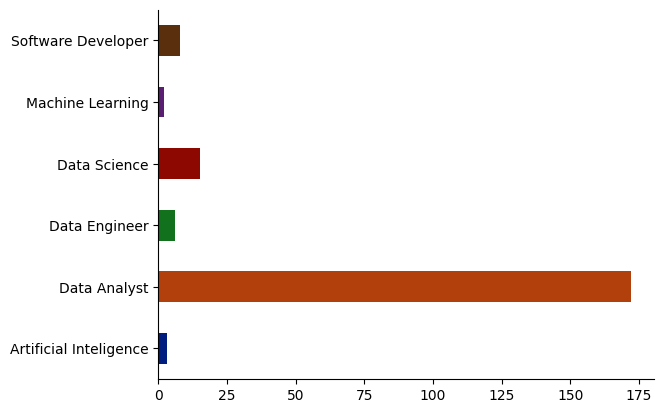 Software Developer
Machine Learning
Data Science
Data Engineer
Data Analyst
Artificial Inteligence
0 25 50 75 100 125 150 175